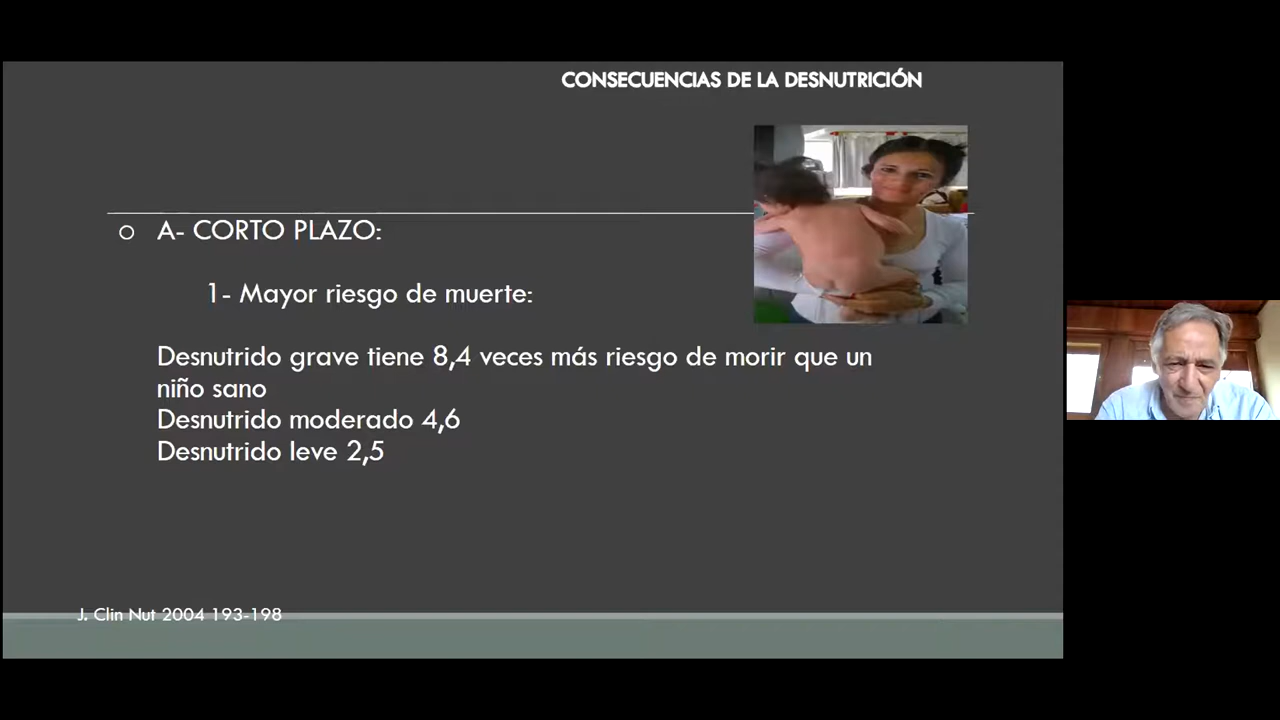 CONSECUENCIAS DE LA DESNUTRICIÓN
A- CORTO PLAZO:
1- Mayor riesgo de muerte:
Desnutrido grave tiene 8,4 veces más riesgo de morir que un
niño sano
Desnutrido moderado 4,6
Desnutrido leve 2,5
J. Clin Nut 2004 193-198